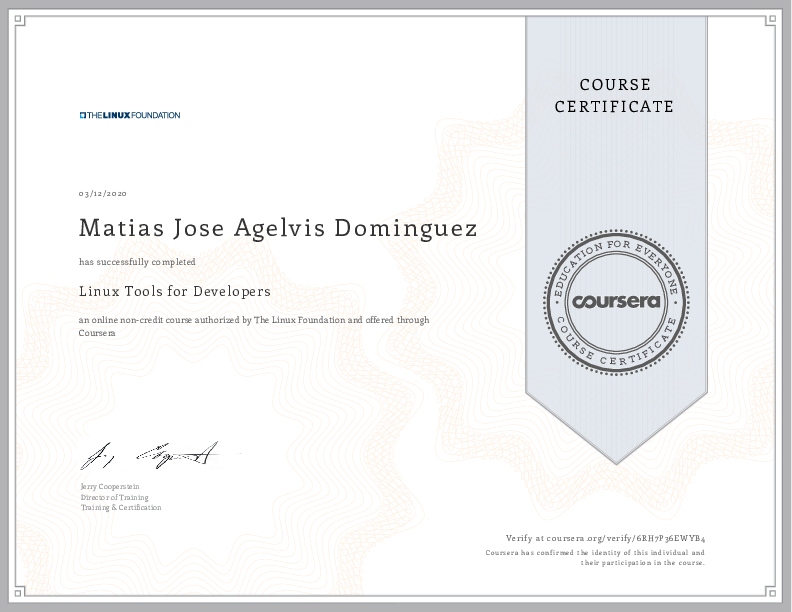 COURSE
CERTIFICATE
THE LINUX FOUNDATION
03/12/2020
Matias Jose Agelvis Dominguez
has successfully completed
Linux Tools for Developers
an online non-credit course authorized by The Linux Foundation and offered through
Coursera
EDUCATION FOR EVERYONE
coursera
COURSE CERTIFICATE
Jerry Cooperstein
Director of Training
Training & Certification
Verify at coursera.org/verify/6RH7P36EWYB4
Coursera has confirmed the identity of this individual and
their participation in the course.